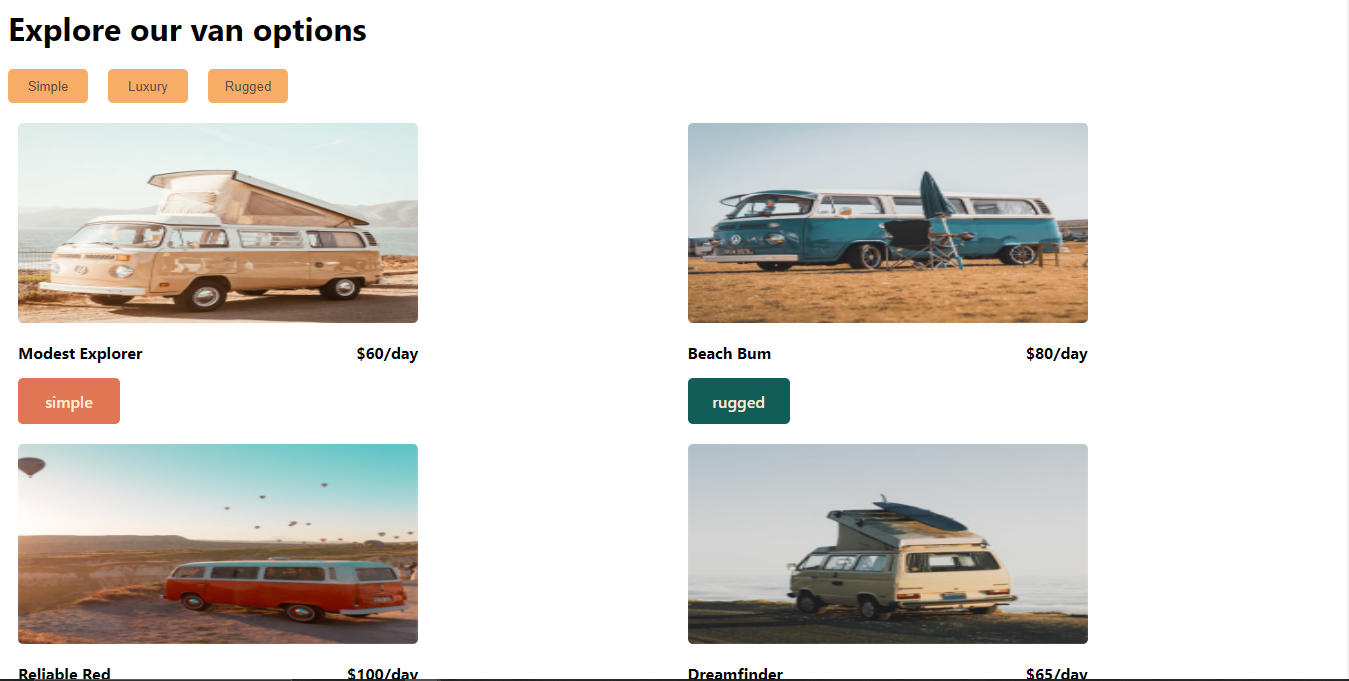 Explore our van options
Simple Luxury Rugged
Modest Explorer $60/day
Beach Bum $80/day
simple
rugged
Reliable Red $100/day
Dreamfinder $65/day